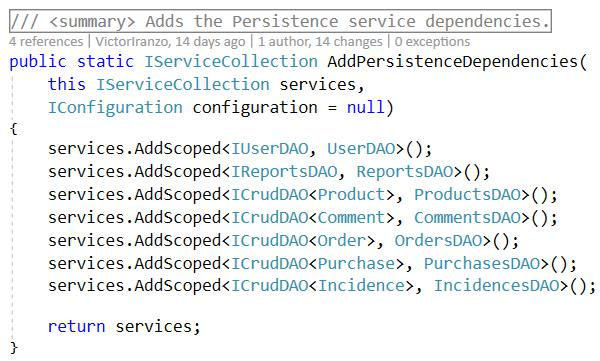 /// <summary> Adds the Persistence service dependencies.
4 references | VictorIranzo, 14 days ago | 1 author, 14 changes | 0 exceptions
public static IServiceCollection AddPersistenceDependencies(
    this IServiceCollection services,
    IConfiguration configuration = null)
{
    services.AddScoped<IUserDAO, UserDAO>();
    services.AddScoped<IReportsDAO, ReportsDAO>();
    services.AddScoped<ICrudDAO<Product>, ProductsDAO>();
    services.AddScoped<ICrudDAO<Comment>, CommentsDAO>();
    services.AddScoped<ICrudDAO<Order>, OrdersDAO>();
    services.AddScoped<ICrudDAO<Purchase>, PurchasesDAO>();
    services.AddScoped<ICrudDAO<Incidence>, IncidencesDAO>();
    return services;
}